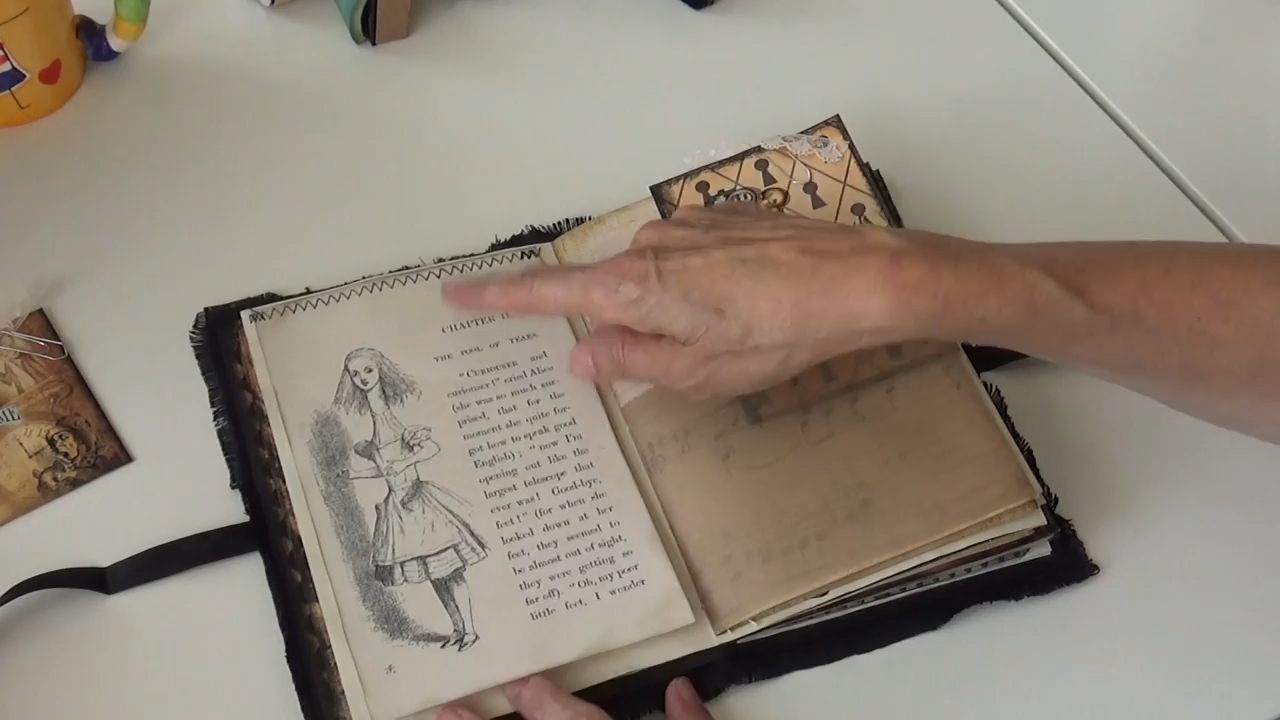 CHAPTER II
THE POOL OF TEARS.
"CURIOUSER and
curiouser!" cried Alice
(she was so much sur-
prised, that for the
moment she quite for-
got how to speak good
English); "now I'm
opening out like the
largest telescope that
ever was! Good-bye,
feet!" (for when she
looked down at her
feet, they seemed to
be almost out of sight,
they were getting so
far off). "Oh, my poor
little feet, I wonder
ME